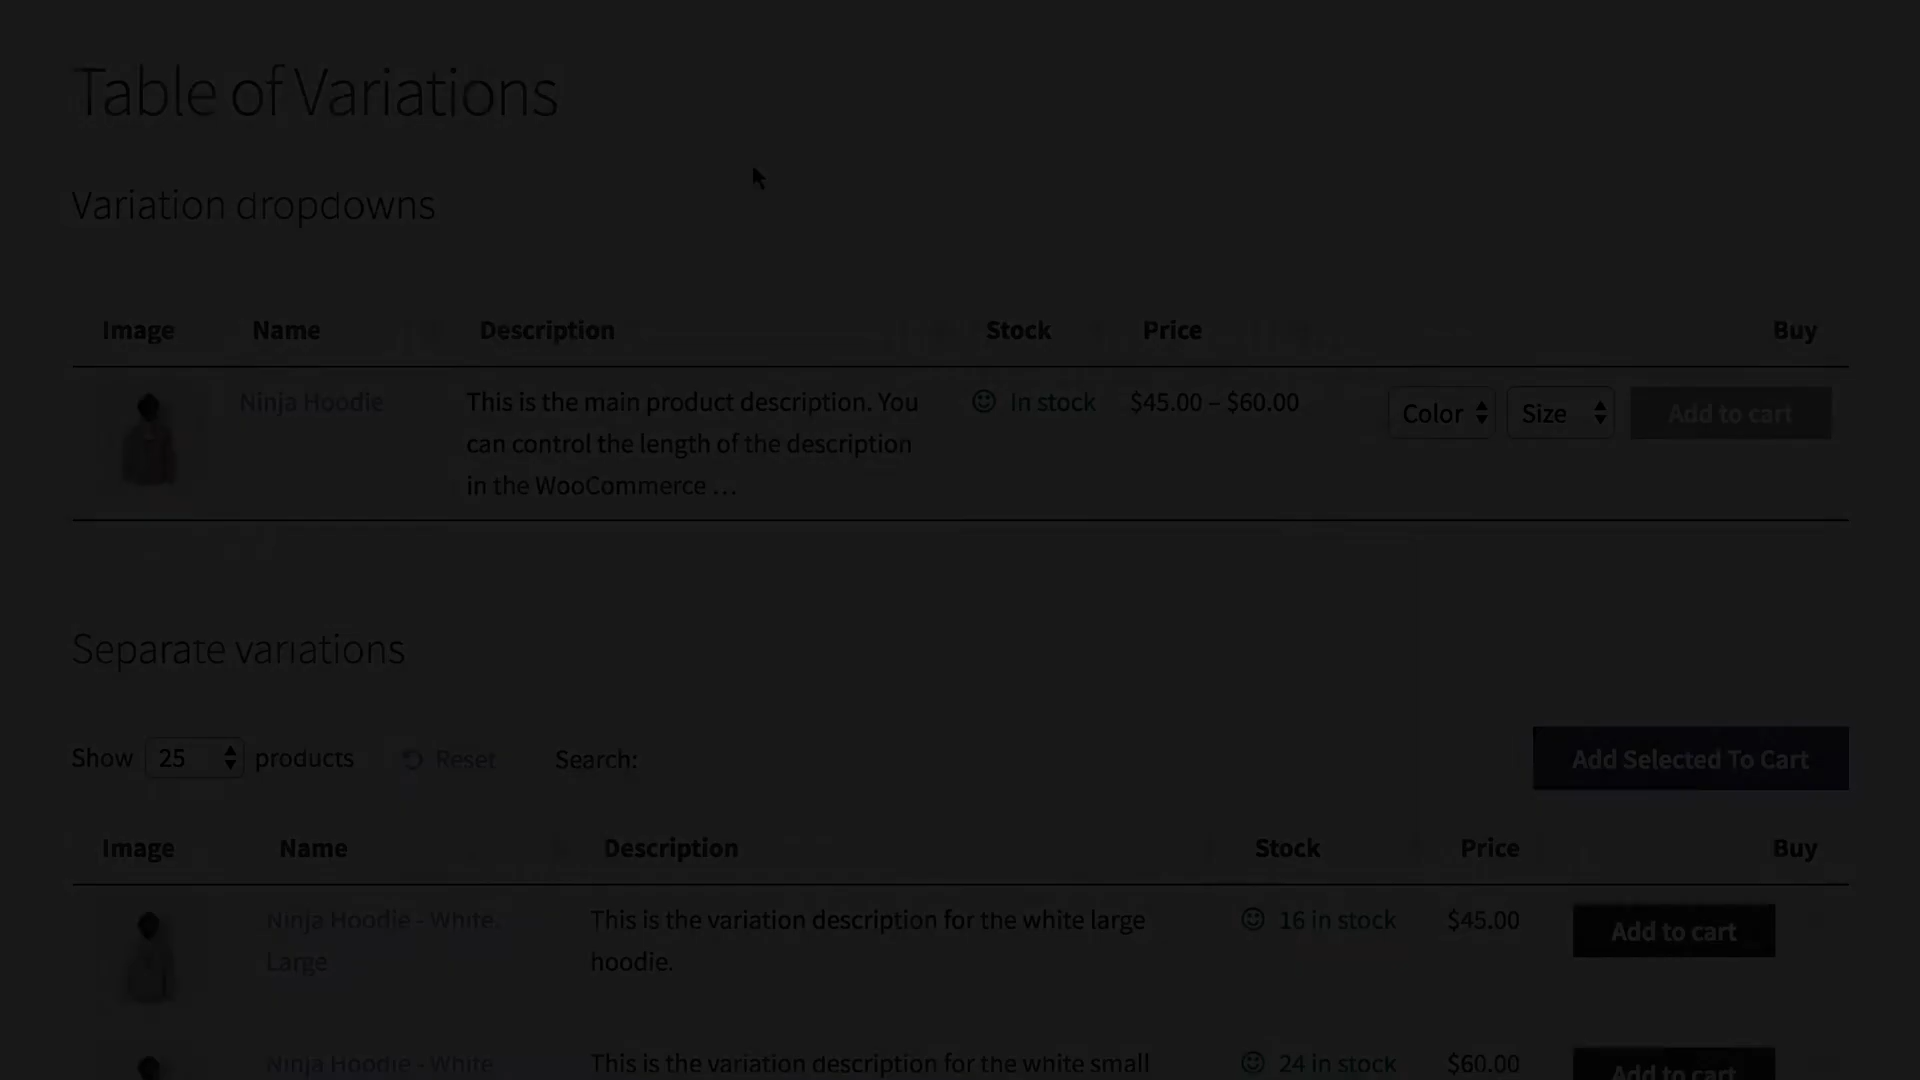 Table of Variations
Variation dropdowns
Image Name Description Stock Price Buy
Ninja Hoodie This is the main product description. You In stock $45.00 – $60.00 Color Size Add to cart
can control the length of the description
in the WooCommerce …
Separate variations
Show 25 products Reset Search: Add Selected To Cart
Image Name Description Stock Price Buy
Ninja Hoodie - White, This is the variation description for the white large 16 in stock $45.00 Add to cart
Large hoodie.
Ninja Hoodie - White This is the variation description for the white small 24 in stock $60.00 Add to cart